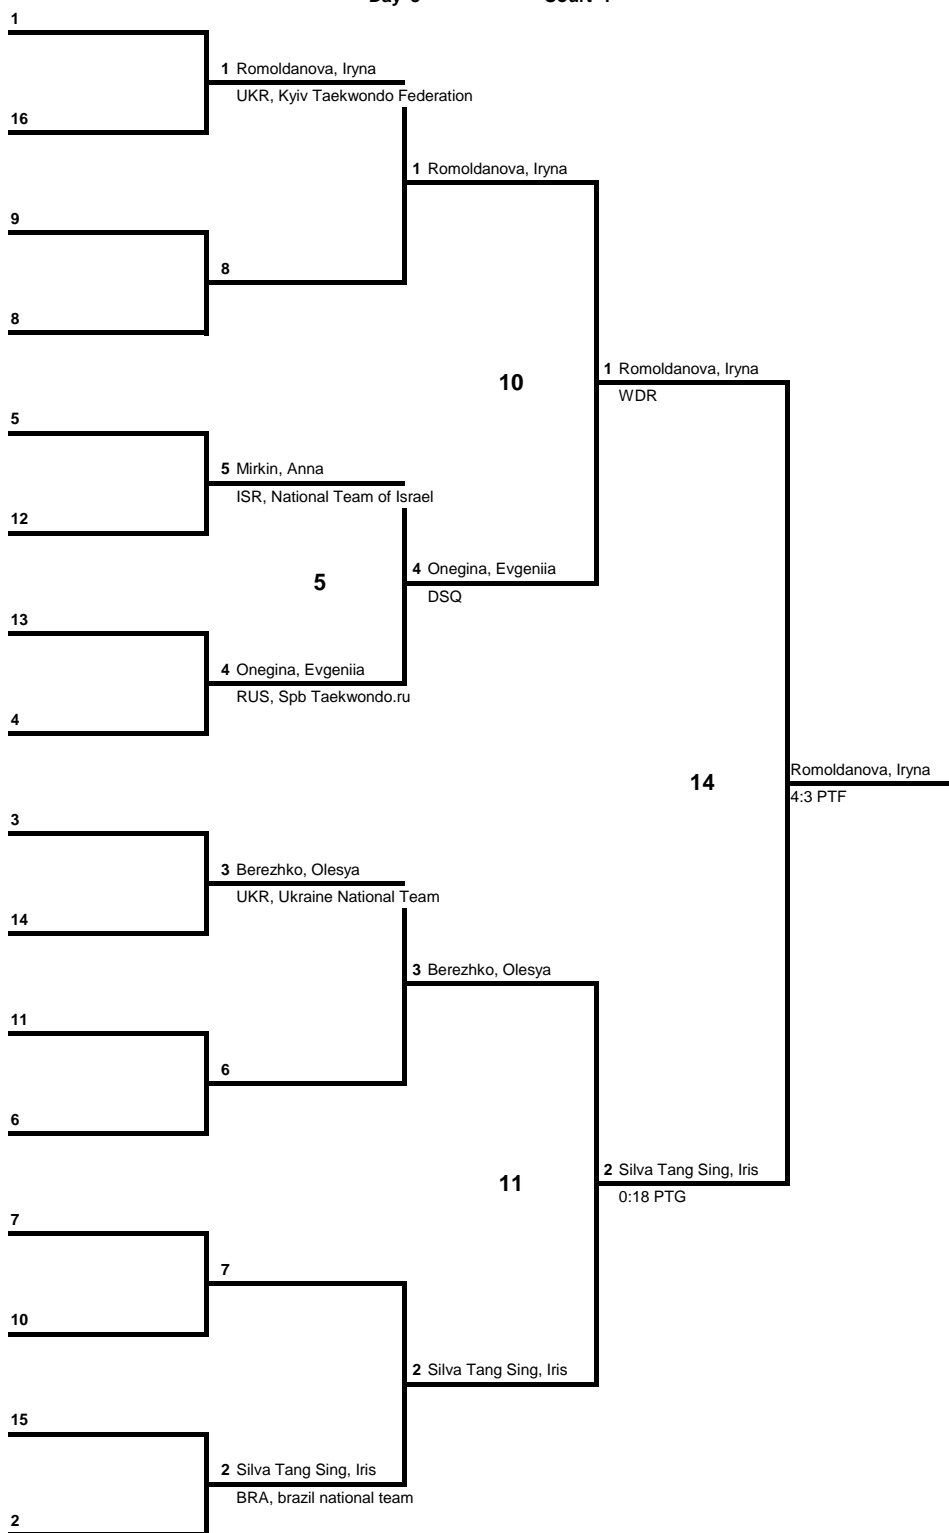 1
1 Romoldanova, Iryna
UKR, Kyiv Taekwondo Federation
16
1 Romoldanova, Iryna
9
8
8
10
1 Romoldanova, Iryna
WDR
5
5 Mirkin, Anna
ISR, National Team of Israel
12
5
4 Onegina, Evgeniia
DSQ
13
4 Onegina, Evgeniia
RUS, Spb Taekwondo.ru
4
14
Romoldanova, Iryna
4:3 PTF
3
3 Berezhko, Olesya
UKR, Ukraine National Team
14
3 Berezhko, Olesya
11
6
6
11
2 Silva Tang Sing, Iris
0:18 PTG
7
7
10
2 Silva Tang Sing, Iris
15
2 Silva Tang Sing, Iris
BRA, brazil national team
2